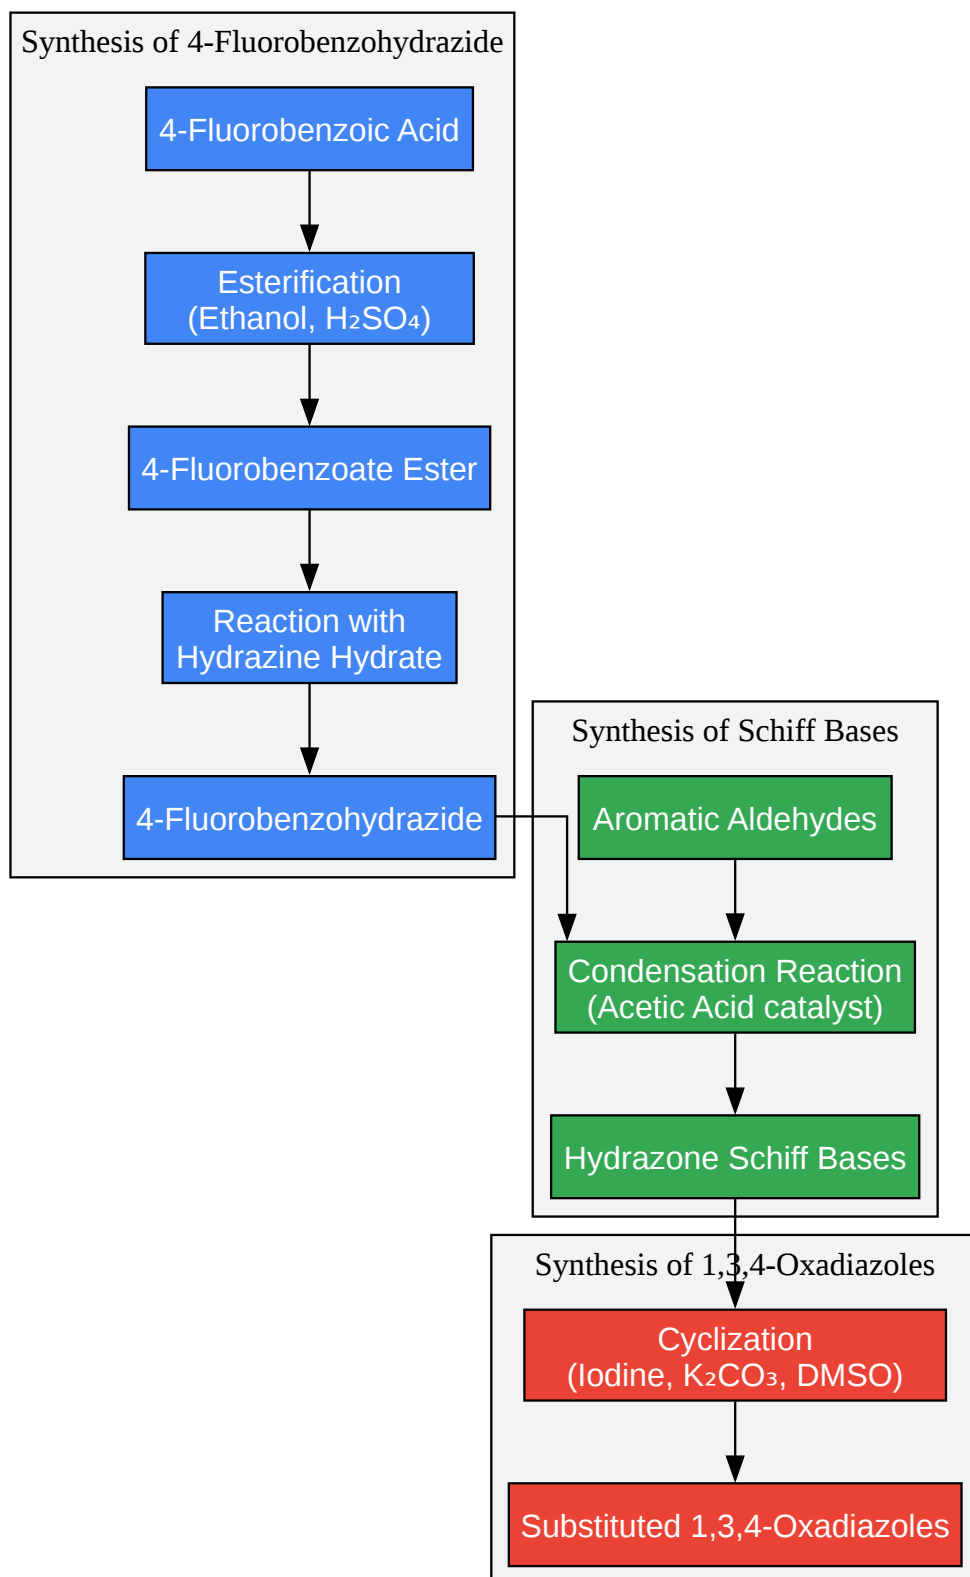 Synthesis of 4-Fluorobenzohydrazide
4-Fluorobenzoic Acid
Esterification
(Ethanol, H₂SO₄)
4-Fluorobenzoate Ester
Reaction with
Hydrazine Hydrate
4-Fluorobenzohydrazide
Synthesis of Schiff Bases
Aromatic Aldehydes
Condensation Reaction
(Acetic Acid catalyst)
Hydrazone Schiff Bases
Synthesis of 1,3,4-Oxadiazoles
Cyclization
(Iodine, K₂CO₃, DMSO)
Substituted 1,3,4-Oxadiazoles